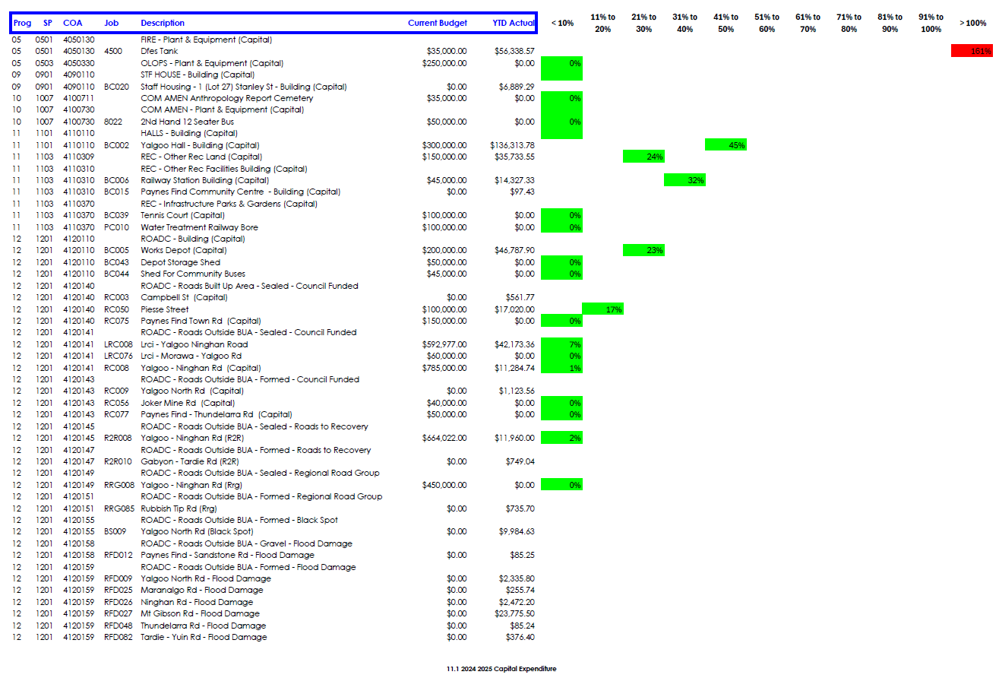 Prog SP COA Job Description Current Budget YTD Actual < 10% 11% to 20% 21% to 30% 31% to 40% 41% to 50% 51% to 60% 61% to 70% 71% to 80% 81% to 90% 91% to 100% > 100%
05 0501 4050130 FIRE - Plant & Equipment (Capital)
05 0501 4050130 4500 Dfes Tank $35,000.00 $56,338.57 161%
05 0503 4050330 OLOPS - Plant & Equipment (Capital) $250,000.00 $0.00 0%
09 0901 4090110 STF HOUSE - Building (Capital)
09 0901 4090110 BC020 Staff Housing - 1 (Lot 27) Stanley St - Building (Capital) $0.00 $6,889.29
10 1007 4100711 COM AMEN Anthropology Report Cemetery $35,000.00 $0.00 0%
10 1007 4100730 COM AMEN - Plant & Equipment (Capital)
10 1007 4100730 8022 2Nd Hand 12 Seater Bus $50,000.00 $0.00 0%
11 1101 4110110 HALLS - Building (Capital)
11 1101 4110110 BC002 Yalgoo Hall - Building (Capital) $300,000.00 $136,313.78 45%
11 1103 4110309 REC - Other Rec Land (Capital) $150,000.00 $35,733.55 24%
11 1103 4110310 REC - Other Rec Facilities Building (Capital)
11 1103 4110310 BC006 Railway Station Building (Capital) $45,000.00 $14,327.33 32%
11 1103 4110310 BC015 Paynes Find Community Centre - Building (Capital) $0.00 $97.43
11 1103 4110370 REC - Infrastructure Parks & Gardens (Capital)
11 1103 4110370 BC039 Tennis Court (Capital) $100,000.00 $0.00 0%
11 1103 4110370 PC010 Water Treatment Railway Bore $100,000.00 $0.00 0%
12 1201 4120110 ROADC - Building (Capital)
12 1201 4120110 BC005 Works Depot (Capital) $200,000.00 $46,787.90 23%
12 1201 4120110 BC043 Depot Storage Shed $50,000.00 $0.00 0%
12 1201 4120110 BC044 Shed For Community Buses $45,000.00 $0.00 0%
12 1201 4120140 ROADC - Roads Built Up Area - Sealed - Council Funded
12 1201 4120140 RC003 Campbell St (Capital) $0.00 $561.77
12 1201 4120140 RC050 Piesse Street $100,000.00 $17,020.00 17%
12 1201 4120140 RC075 Paynes Find Town Rd (Capital) $150,000.00 $0.00 0%
12 1201 4120141 ROADC - Roads Outside BUA - Sealed - Council Funded
12 1201 4120141 LRC008 Lrci - Yalgoo Ninghan Road $592,977.00 $42,173.36 7%
12 1201 4120141 LRC076 Lrci - Morawa - Yalgoo Rd $60,000.00 $0.00 0%
12 1201 4120141 RC008 Yalgoo - Ninghan Rd (Capital) $785,000.00 $11,284.74 1%
12 1201 4120143 ROADC - Roads Outside BUA - Formed - Council Funded
12 1201 4120143 RC009 Yalgoo North Rd (Capital) $0.00 $1,123.56
12 1201 4120143 RC056 Joker Mine Rd (Capital) $40,000.00 $0.00 0%
12 1201 4120143 RC077 Paynes Find - Thundelarra Rd (Capital) $50,000.00 $0.00 0%
12 1201 4120145 ROADC - Roads Outside BUA - Sealed - Roads to Recovery
12 1201 4120145 R2R008 Yalgoo - Ninghan Rd (R2R) $664,022.00 $11,960.00 2%
12 1201 4120147 ROADC - Roads Outside BUA - Formed - Roads to Recovery
12 1201 4120147 R2R010 Gabyon - Tardie Rd (R2R) $0.00 $749.04
12 1201 4120149 ROADC - Roads Outside BUA - Sealed - Regional Road Group
12 1201 4120149 RRG008 Yalgoo - Ninghan Rd (Rrg) $450,000.00 $0.00 0%
12 1201 4120151 ROADC - Roads Outside BUA - Formed - Regional Road Group
12 1201 4120151 RRG085 Rubbish Tip Rd (Rrg) $0.00 $735.70
12 1201 4120155 ROADC - Roads Outside BUA - Formed - Black Spot
12 1201 4120155 BS009 Yalgoo North Rd (Black Spot) $0.00 $9,984.63
12 1201 4120158 ROADC - Roads Outside BUA - Gravel - Flood Damage
12 1201 4120158 RFD012 Paynes Find - Sandstone Rd - Flood Damage $0.00 $85.25
12 1201 4120159 ROADC - Roads Outside BUA - Formed - Flood Damage
12 1201 4120159 RFD009 Yalgoo North Rd - Flood Damage $0.00 $2,335.80
12 1201 4120159 RFD025 Maranalgo Rd - Flood Damage $0.00 $255.74
12 1201 4120159 RFD026 Ninghan Rd - Flood Damage $0.00 $2,472.20
12 1201 4120159 RFD027 Mt Gibson Rd - Flood Damage $0.00 $23,775.50
12 1201 4120159 RFD048 Thundelarra Rd - Flood Damage $0.00 $85.24
12 1201 4120159 RFD082 Tardie - Yuin Rd - Flood Damage $0.00 $376.40
11.1 2024 2025 Capital Expenditure